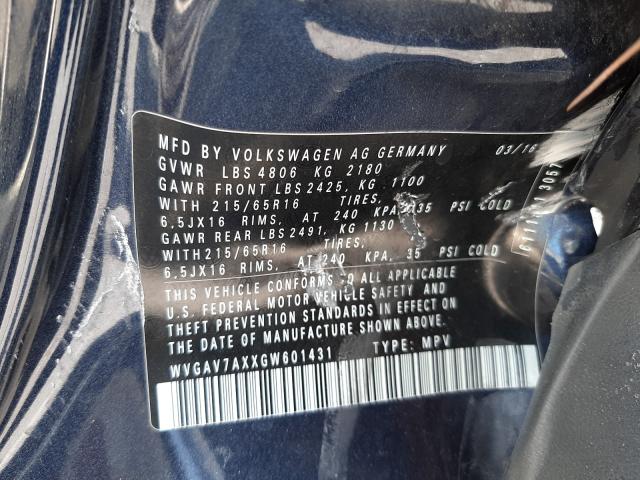 MFD BY VOLKSWAGEN AG GERMANY 03/16
GVWR LBS 4806 KG 2180
GAWR FRONT LBS 2425, KG 1100
WITH 215/65R16 TIRES,
6,5JX16 RIMS, AT 240 KPA, 35 PSI COLD
GAWR REAR LBS 2491, KG 1130
WITH 215/65R16 TIRES,
6,5JX16 RIMS, AT 240 KPA, 35 PSI COLD
THIS VEHICLE CONFORMS TO ALL APPLICABLE
U.S. FEDERAL MOTOR VEHICLE SAFETY AND
THEFT PREVENTION STANDARDS IN EFFECT ON
THE DATE OF MANUFACTURE SHOWN ABOVE.
WVGAV7AXXGW601431 TYPE: MPV